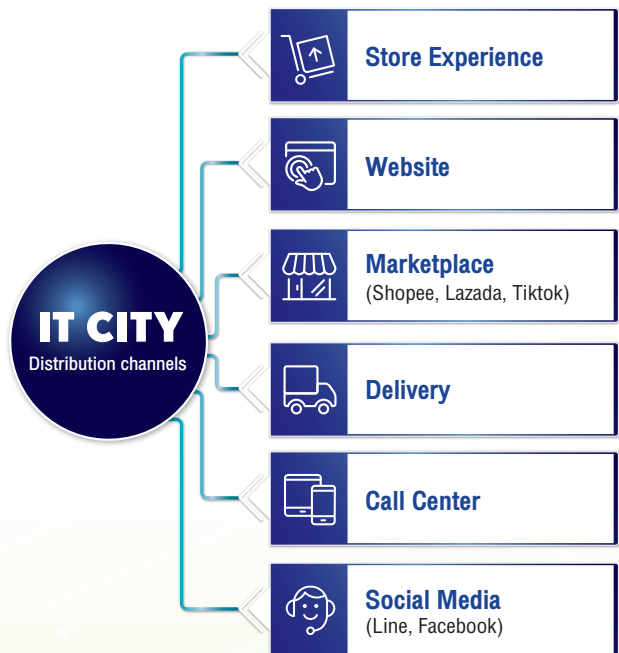 Store Experience
Website
Marketplace
(Shopee, Lazada, Tiktok)
IT CITY
Distribution channels
Delivery
Call Center
Social Media
(Line, Facebook)